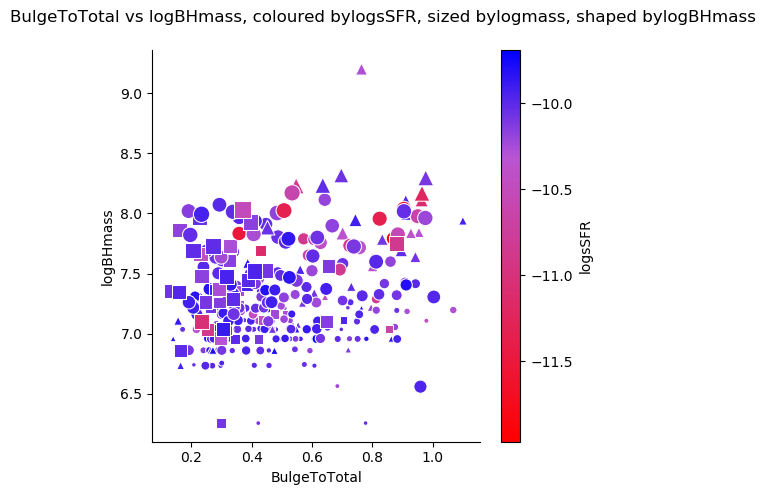 BulgeToTotal vs logBHmass, coloured bylogsSFR, sized bylogmass, shaped bylogBHmass
9.0
8.5
8.0
7.5
7.0
6.5
logBHmass
0.2 0.4 0.6 0.8 1.0
BulgeToTotal
−10.0
−10.5
−11.0
−11.5
logsSFR